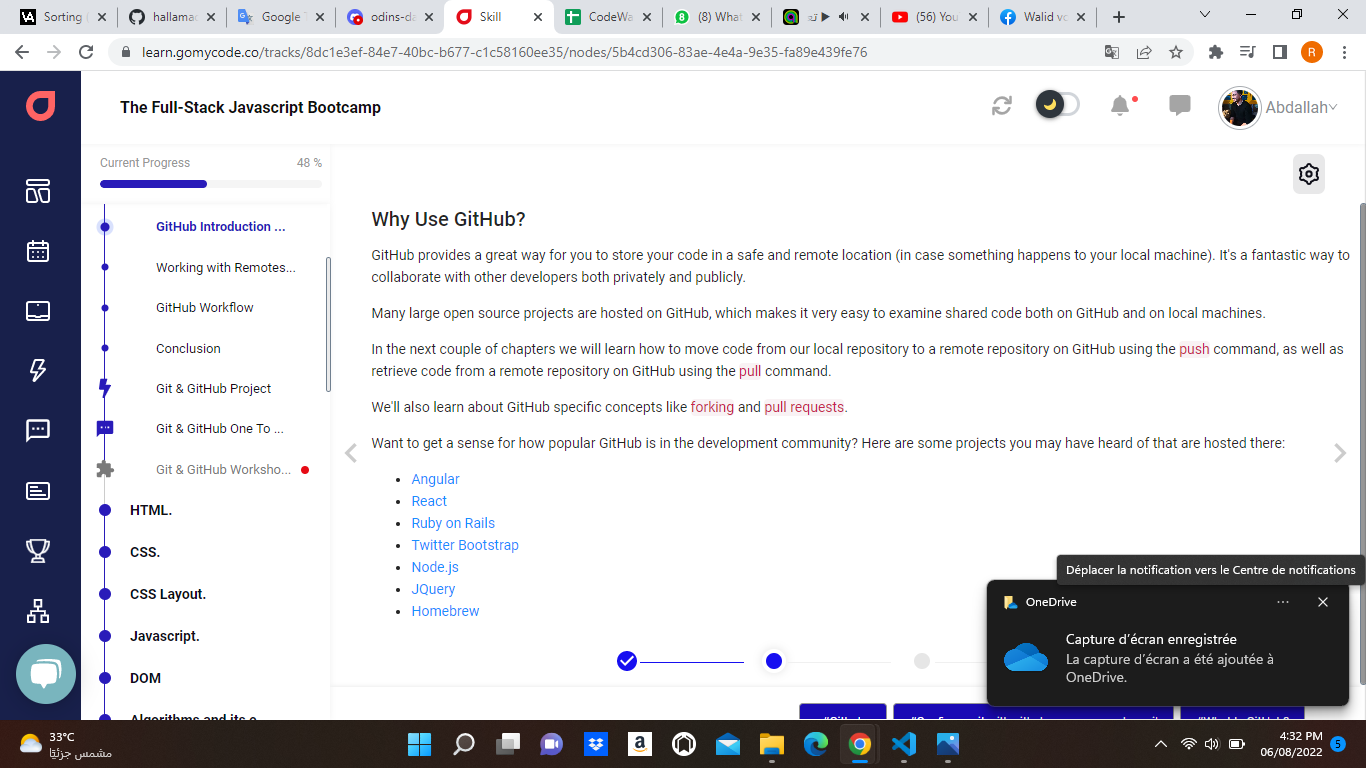 Sorting
hallamac
Google T
odins-da
Skill
CodeWa
(8) What
(56) You
Walid vo
learn.gomycode.co/tracks/8dc1e3ef-84e7-40bc-b677-c1c58160ee35/nodes/5b4cd306-83ae-4e4a-9e35-fa89e439fe76
R
The Full-Stack Javascript Bootcamp
Abdallah
Current Progress 48 %
GitHub Introduction ...
Working with Remotes...
GitHub Workflow
Conclusion
Git & GitHub Project
Git & GitHub One To ...
Git & GitHub Worksho...
HTML.
CSS.
CSS Layout.
Javascript.
DOM
Why Use GitHub?
GitHub provides a great way for you to store your code in a safe and remote location (in case something happens to your local machine). It's a fantastic way to
collaborate with other developers both privately and publicly.
Many large open source projects are hosted on GitHub, which makes it very easy to examine shared code both on GitHub and on local machines.
In the next couple of chapters we will learn how to move code from our local repository to a remote repository on GitHub using the push command, as well as
retrieve code from a remote repository on GitHub using the pull command.
We'll also learn about GitHub specific concepts like forking and pull requests.
Want to get a sense for how popular GitHub is in the development community? Here are some projects you may have heard of that are hosted there:
• Angular
• React
• Ruby on Rails
• Twitter Bootstrap
• Node.js
• JQuery
• Homebrew
Déplacer la notification vers le Centre de notifications
OneDrive
Capture d'écran enregistrée
La capture d'écran a été ajoutée à
OneDrive.
33°C
مشمس جزئيًا
4:32 PM
06/08/2022
5